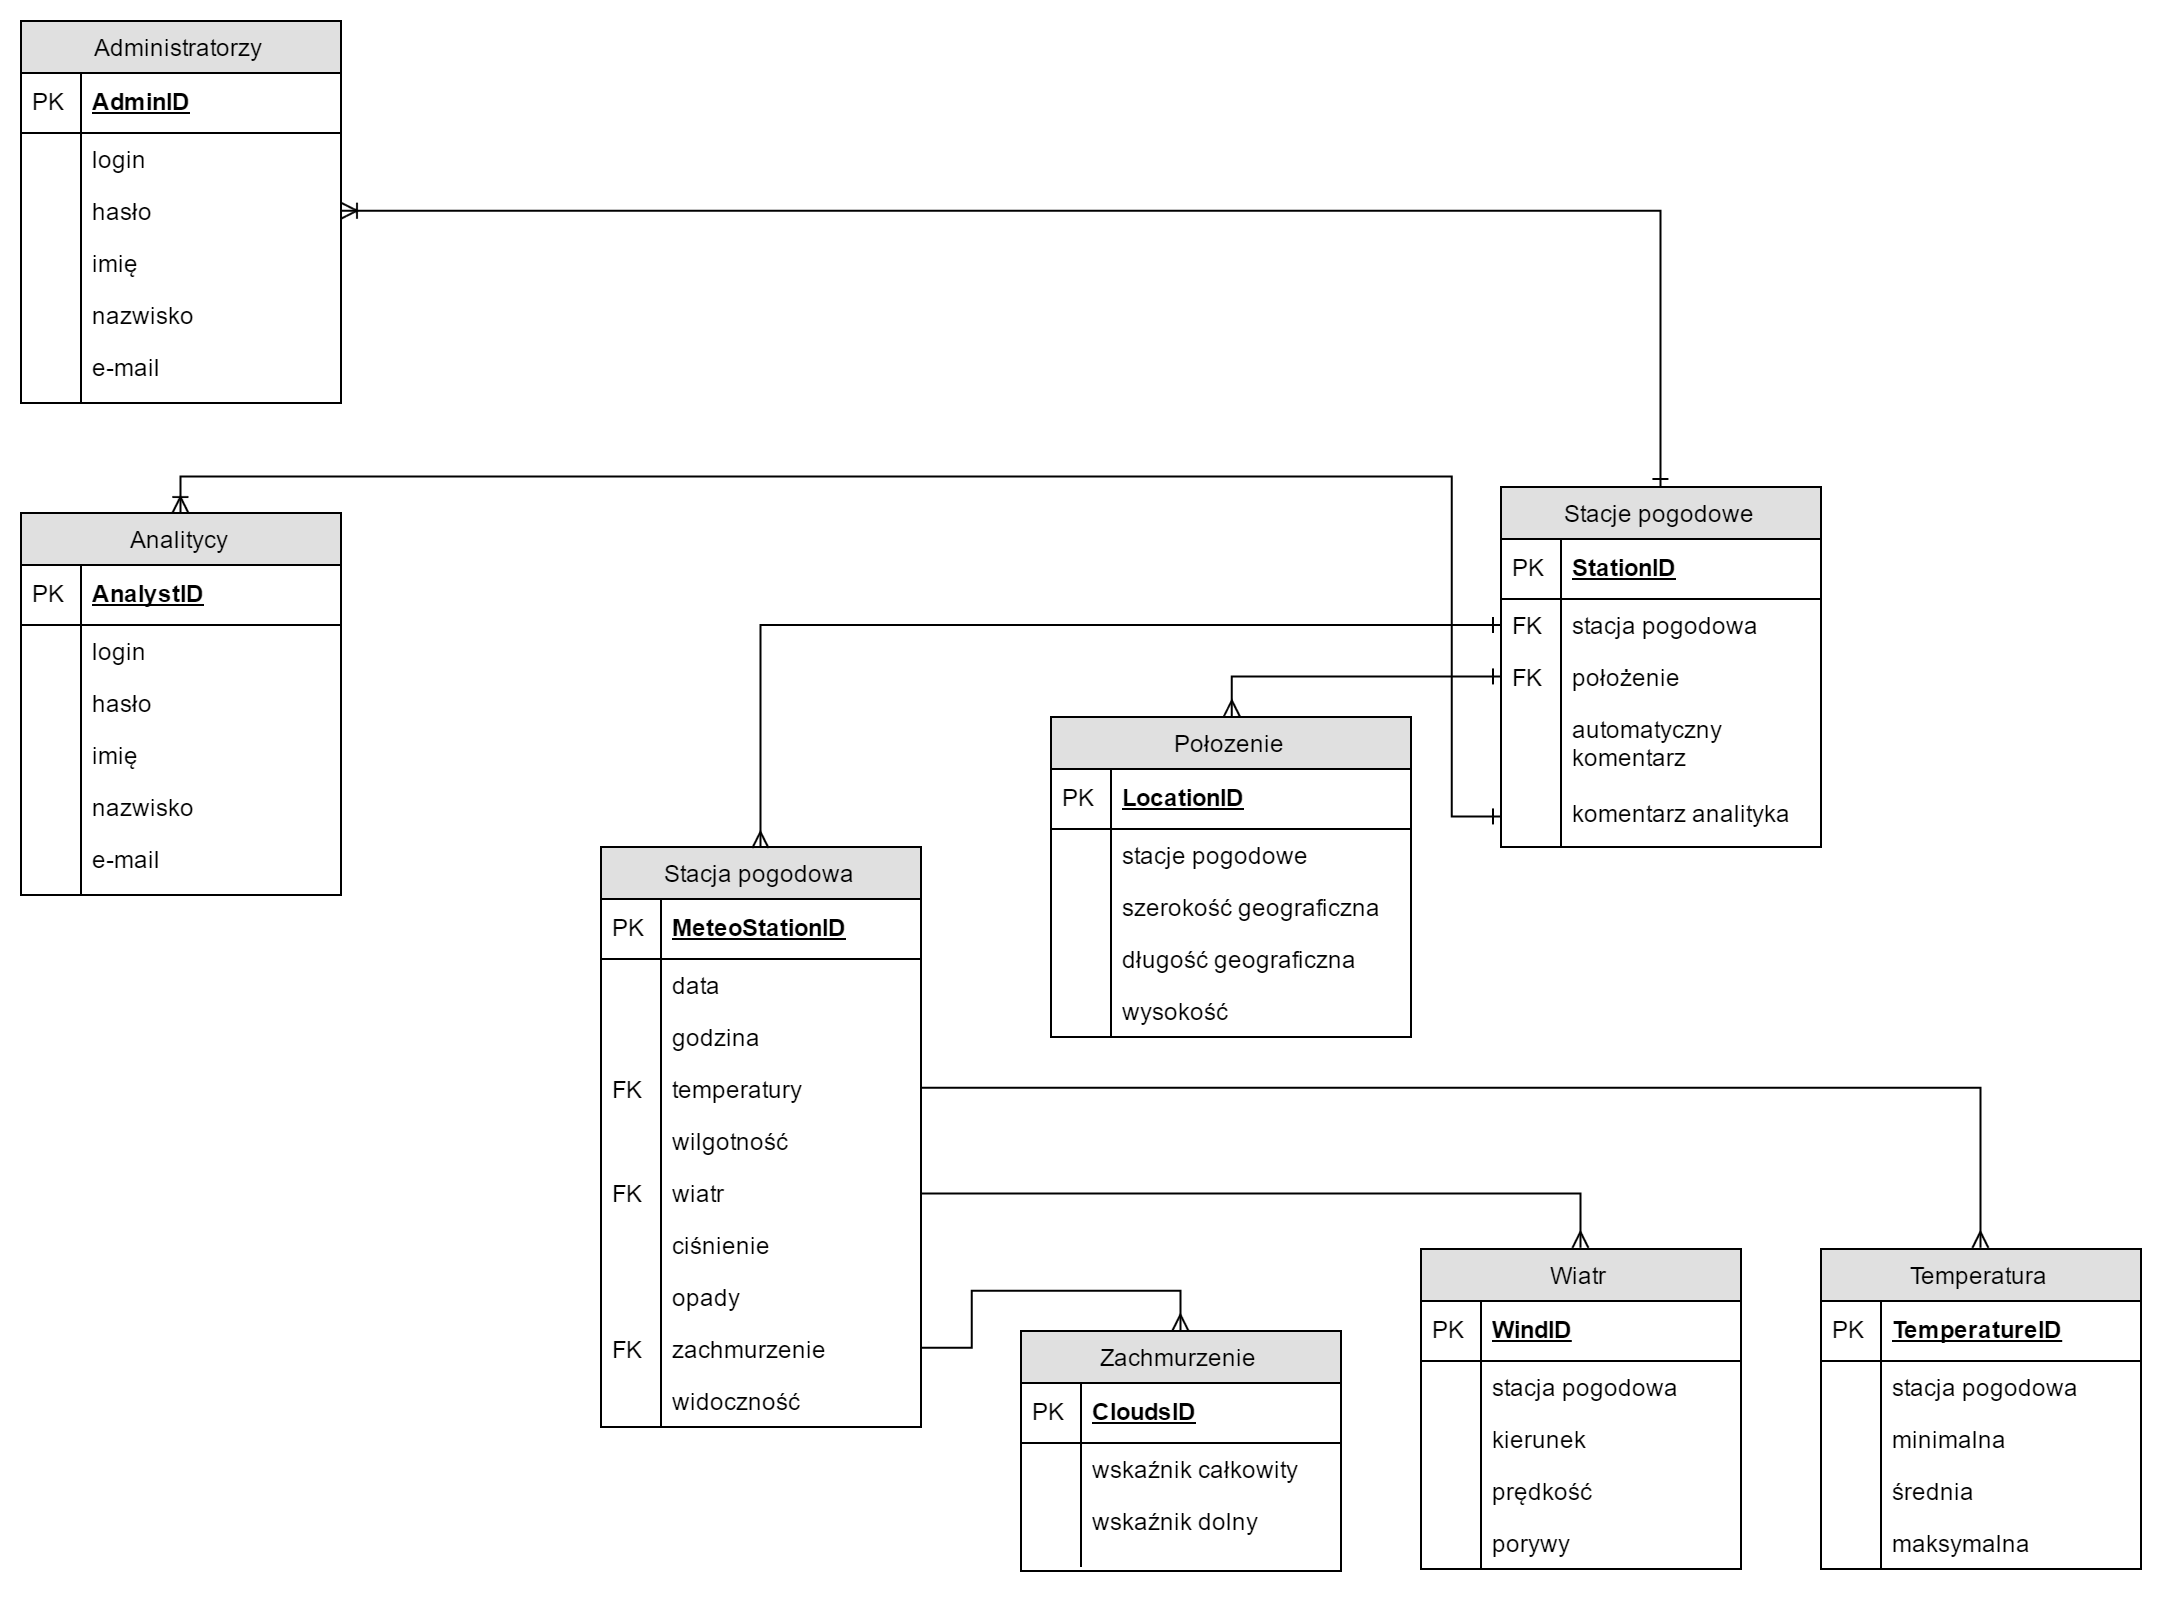 Administratorzy
PK AdminID
login
hasło
imię
nazwisko
e-mail
Analitycy
PK AnalystID
login
hasło
imię
nazwisko
e-mail
Stacje pogodowe
PK StationID
FK stacja pogodowa
FK położenie
automatyczny
komentarz
komentarz analityka
Połozenie
PK LocationID
stacje pogodowe
szerokość geograficzna
długość geograficzna
wysokość
Stacja pogodowa
PK MeteoStationID
data
godzina
FK temperatury
wilgotność
FK wiatr
ciśnienie
opady
FK zachmurzenie
widoczność
Zachmurzenie
PK CloudsID
wskaźnik całkowity
wskaźnik dolny
Wiatr
PK WindID
stacja pogodowa
kierunek
prędkość
porywy
Temperatura
PK TemperatureID
stacja pogodowa
minimalna
średnia
maksymalna